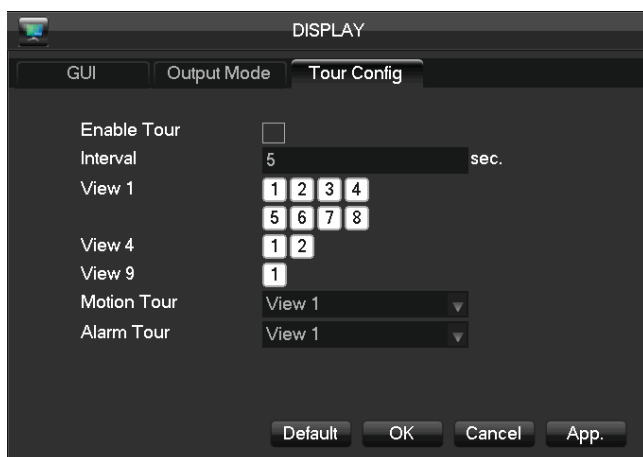 DISPLAY
GUI Output Mode Tour Config
Enable Tour
Interval 5 sec.
View 1 1 2 3 4
5 6 7 8
View 4 1 2
View 9 1
Motion Tour View 1
Alarm Tour View 1
Default OK Cancel App.